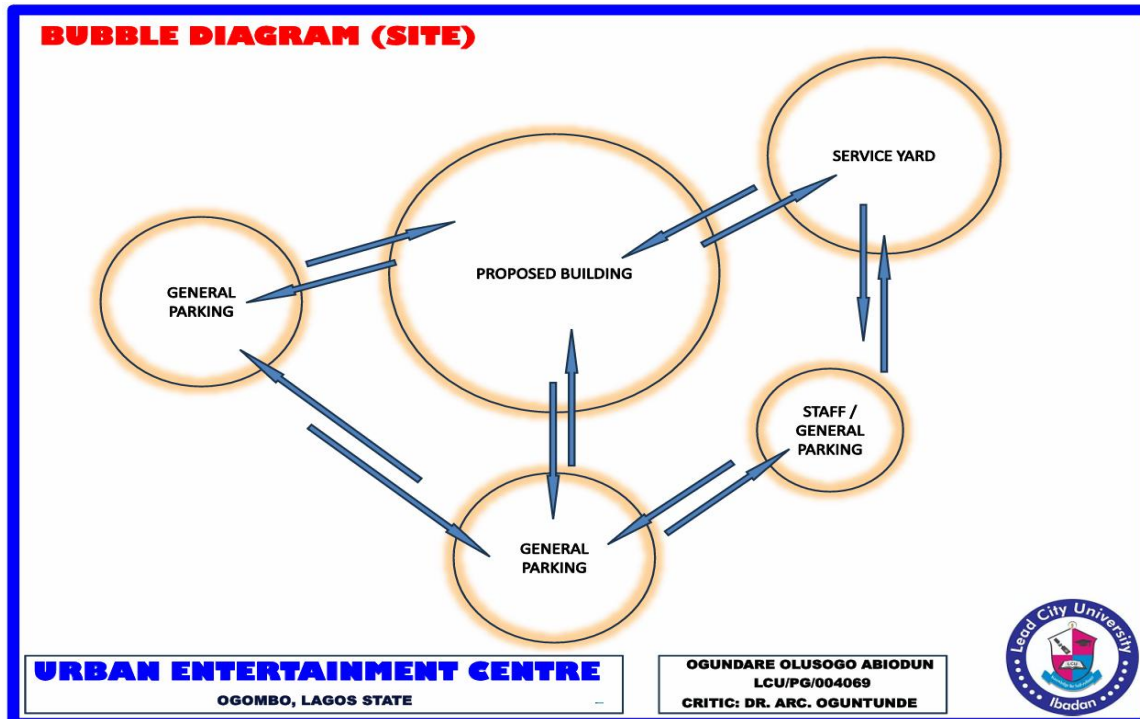 BUBBLE DIAGRAM (SITE)
SERVICE YARD
PROPOSED BUILDING
GENERAL
PARKING
STAFF /
GENERAL
PARKING
GENERAL
PARKING
URBAN ENTERTAINMENT CENTRE
OGOMBO, LAGOS STATE
OGUNDARE OLUSOGO ABIODUN
LCU/PG/004069
CRITIC: DR. ARC. OGUNTUNDE
Lead City University
LCU
Ibadan